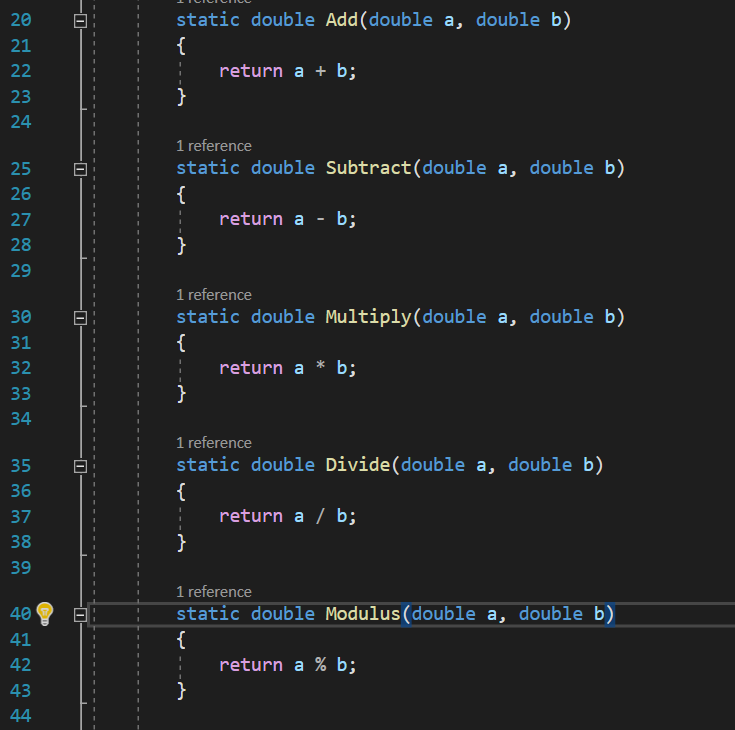 1 reference
20 static double Add(double a, double b)
21 {
22 return a + b;
23 }
24
1 reference
25 static double Subtract(double a, double b)
26 {
27 return a - b;
28 }
29
1 reference
30 static double Multiply(double a, double b)
31 {
32 return a * b;
33 }
34
1 reference
35 static double Divide(double a, double b)
36 {
37 return a / b;
38 }
39
1 reference
40 static double Modulus(double a, double b)
41 {
42 return a % b;
43 }
44